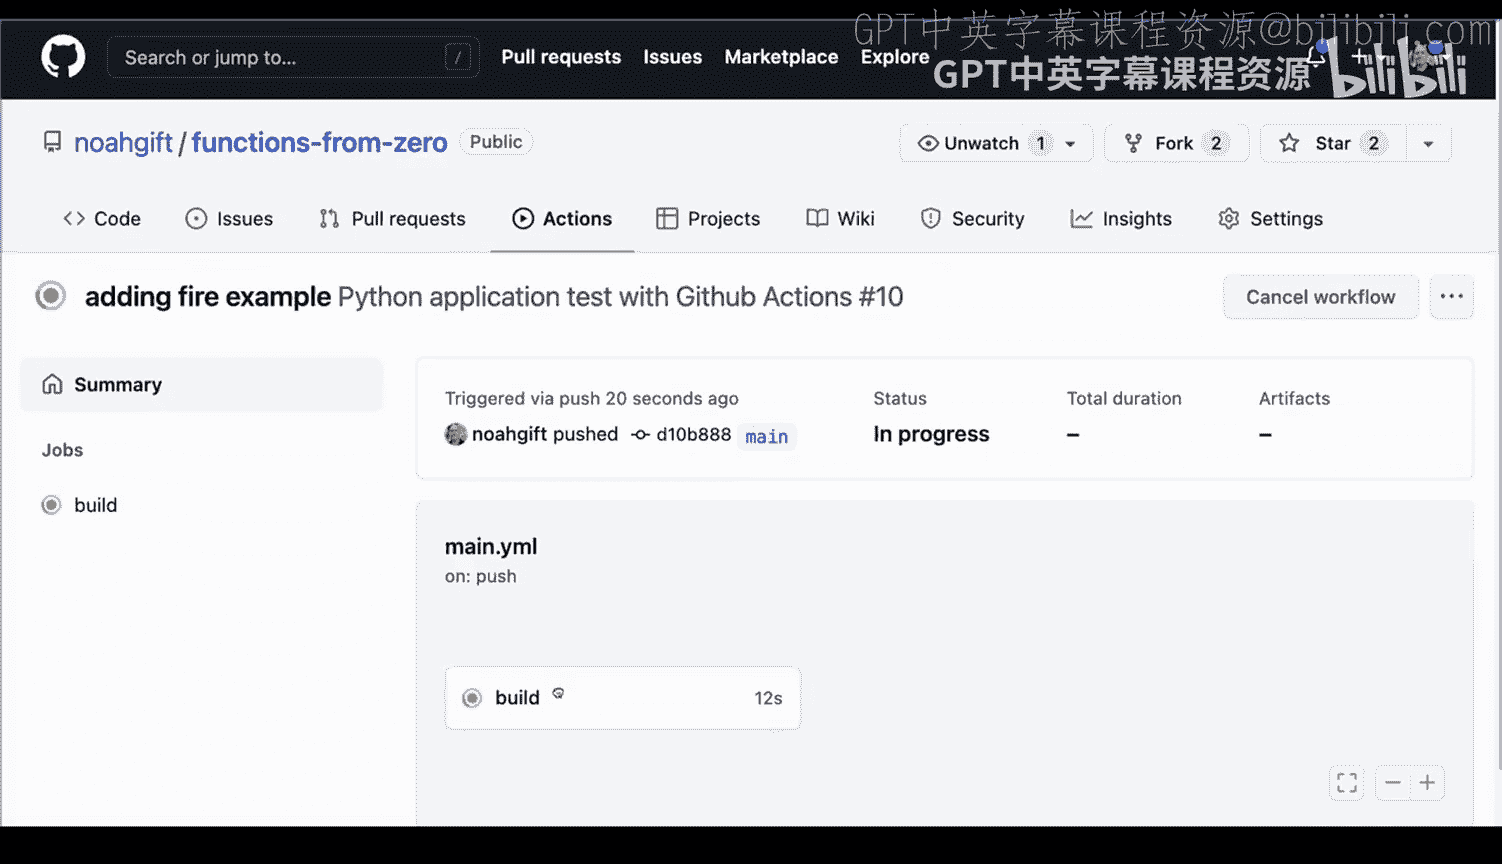 GPT中英字幕课程资源@bilibili.com
Search or jump to... / Pull requests Issues Marketplace Explore
GPT中英字幕课程资源 bilibili
noahgift / functions-from-zero Public Unwatch 1 Fork 2 Star 2
Code Issues Pull requests Actions Projects Wiki Security Insights Settings
adding fire example Python application test with Github Actions #10 Cancel workflow ...
Summary
Triggered via push 20 seconds ago Status Total duration Artifacts
noahgift pushed d10b888 main In progress – –
Jobs
build
main.yml
on: push
build 12s